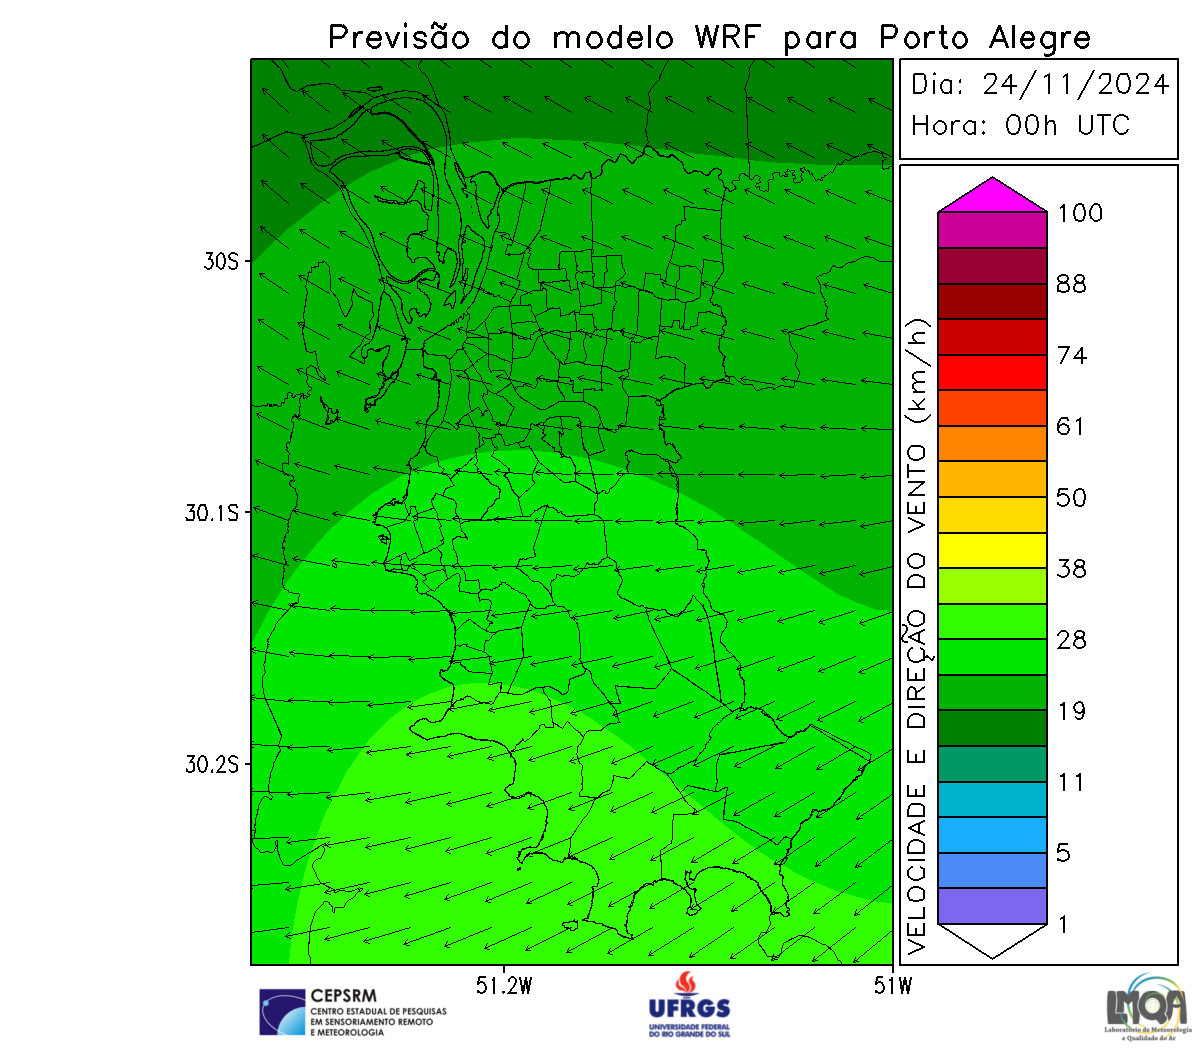 Previsão do modelo WRF para Porto Alegre
Dia: 24/11/2024
Hora: 00h UTC
30S
30.1S
30.2S
51.2W
51W
VELOCIDADE E DIREÇÃO DO VENTO (km/h)
100
88
74
61
50
38
28
19
11
5
1
CEPSRM
CENTRO ESTADUAL DE PESQUISAS
EM SENSORIAMENTO REMOTO
E METEOROLOGIA
UFRGS
UNIVERSIDADE FEDERAL
DO RIO GRANDE DO SUL
LMQA
Laboratório de Meteorologia
e Qualidade do Ar